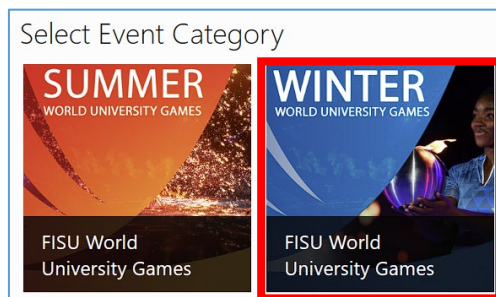 Select Event Category
SUMMER
WORLD UNIVERSITY GAMES
FISU World
University Games
WINTER
WORLD UNIVERSITY GAMES
FISU World
University Games